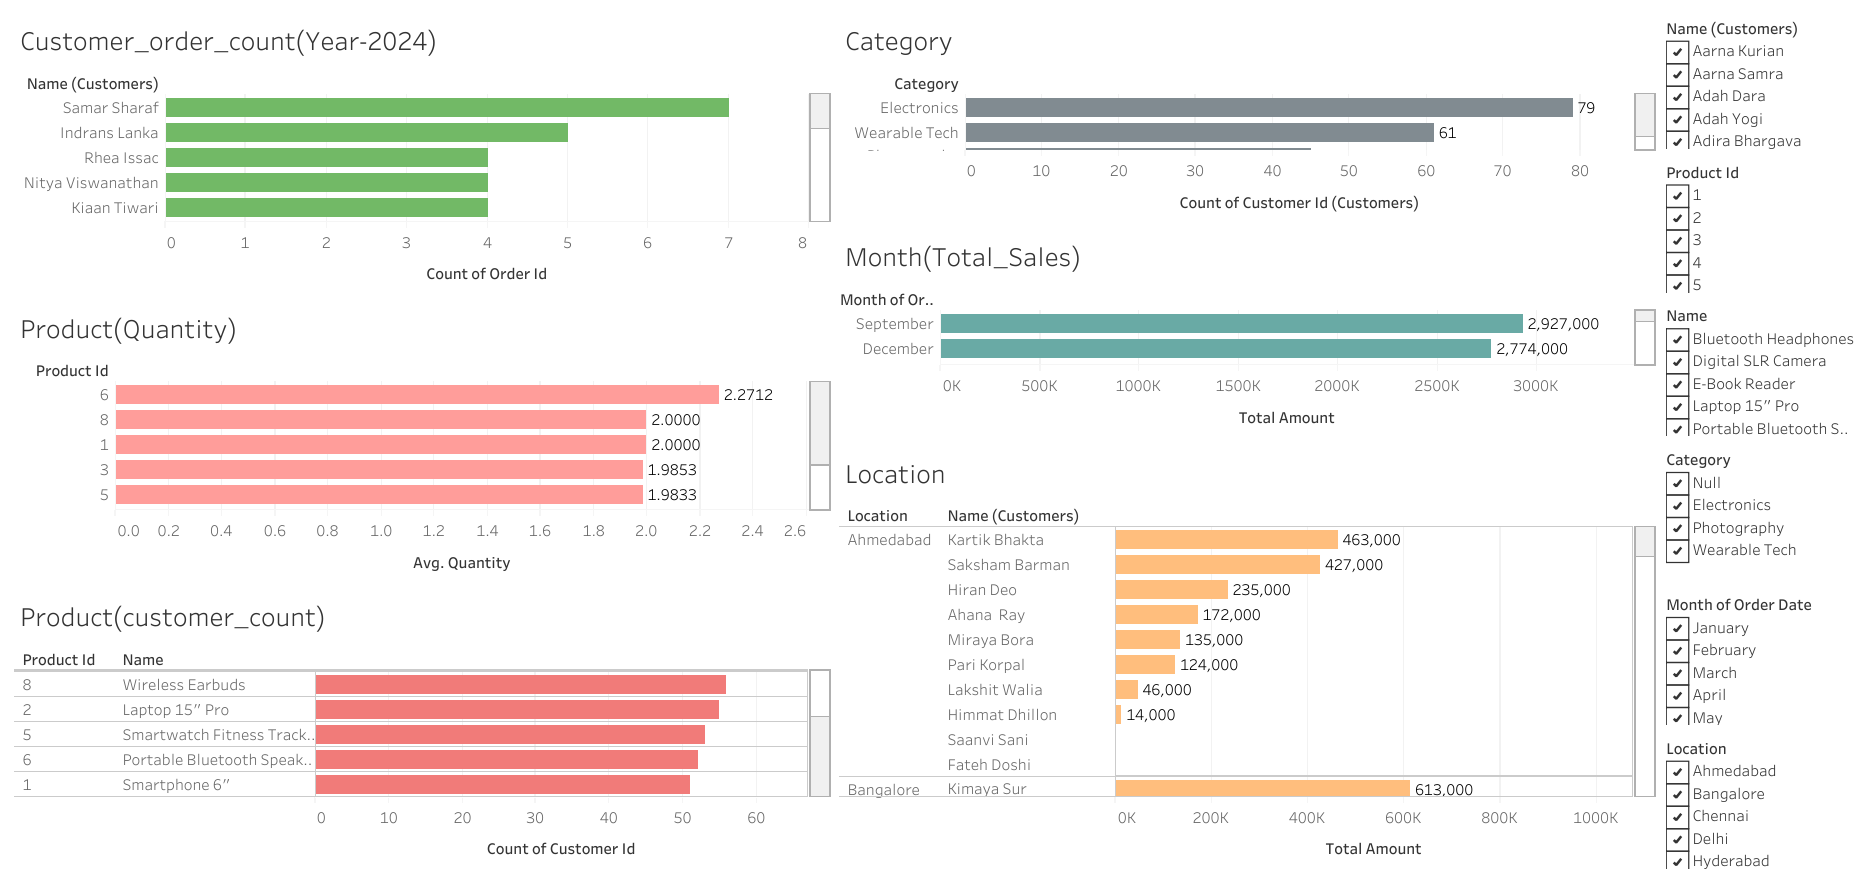 Customer_order_count(Year-2024)
Name (Customers)
Samar Sharaf
Indrans Lanka
Rhea Issac
Nitya Viswanathan
Kiaan Tiwari
0 1 2 3 4 5 6 7 8
Count of Order Id
Product(Quantity)
Product Id
6 2.2712
8 2.0000
1 2.0000
3 1.9853
5 1.9833
0.0 0.2 0.4 0.6 0.8 1.0 1.2 1.4 1.6 1.8 2.0 2.2 2.4 2.6
Avg. Quantity
Product(customer_count)
Product Id Name
8 Wireless Earbuds
2 Laptop 15” Pro
5 Smartwatch Fitness Track..
6 Portable Bluetooth Speak..
1 Smartphone 6”
0 10 20 30 40 50 60
Count of Customer Id
Category
Category
Electronics 79
Wearable Tech 61
0 10 20 30 40 50 60 70 80
Count of Customer Id (Customers)
Month(Total_Sales)
Month of Or..
September 2,927,000
December 2,774,000
0K 500K 1000K 1500K 2000K 2500K 3000K
Total Amount
Location
Location Name (Customers)
Ahmedabad Kartik Bhakta 463,000
Saksham Barman 427,000
Hiran Deo 235,000
Ahana Ray 172,000
Miraya Bora 135,000
Pari Korpal 124,000
Lakshit Walia 46,000
Himmat Dhillon 14,000
Saanvi Sani
Fateh Doshi
Bangalore Kimaya Sur 613,000
0K 200K 400K 600K 800K 1000K
Total Amount
Name (Customers)
Aarna Kurian
Aarna Samra
Adah Dara
Adah Yogi
Adira Bhargava
Product Id
1
2
3
4
5
Name
Bluetooth Headphones
Digital SLR Camera
E-Book Reader
Laptop 15” Pro
Portable Bluetooth S..
Category
Null
Electronics
Photography
Wearable Tech
Month of Order Date
January
February
March
April
May
Location
Ahmedabad
Bangalore
Chennai
Delhi
Hyderabad